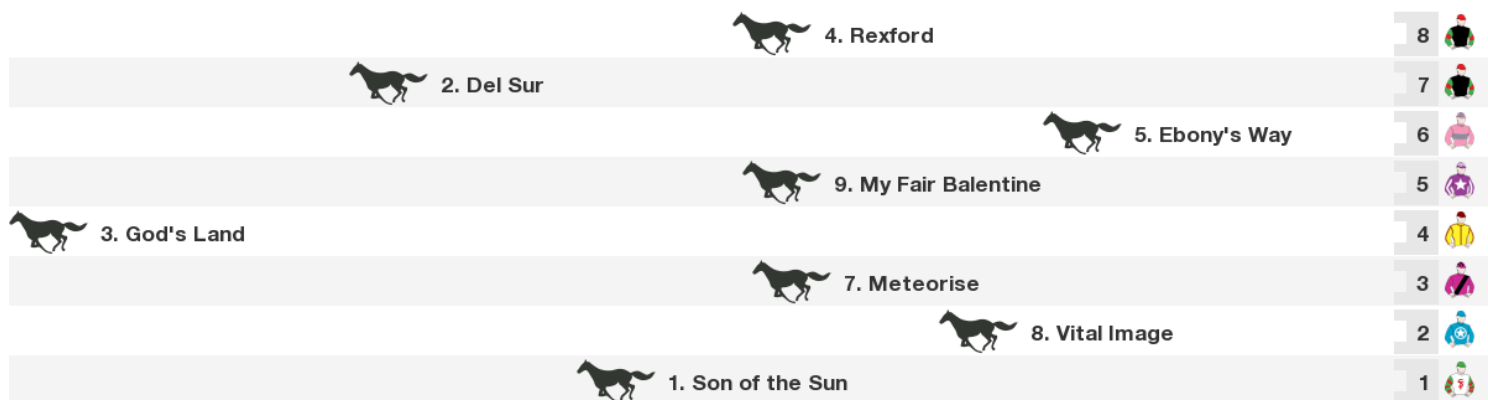 4. Rexford 8
2. Del Sur 7
5. Ebony's Way 6
9. My Fair Balentine 5
3. God's Land 4
7. Meteorise 3
8. Vital Image 2
1. Son of the Sun 1